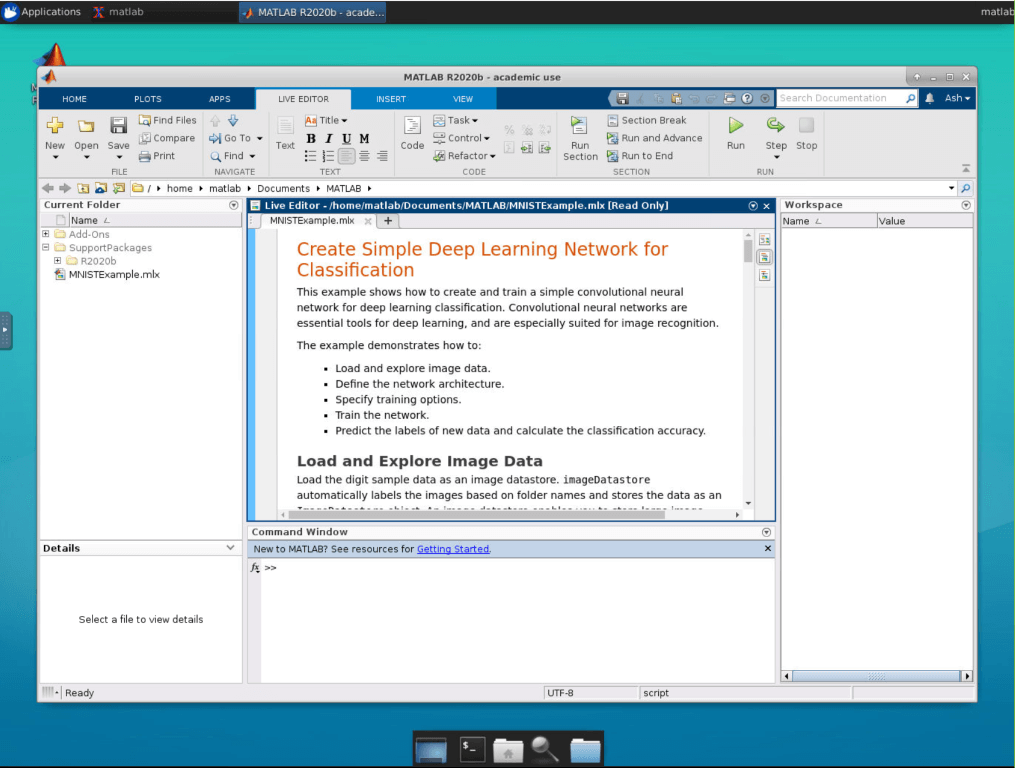 Applications matlab MATLAB R2020b - acade... matlab
MATLAB R2020b - academic use
HOME PLOTS APPS LIVE EDITOR INSERT VIEW Search Documentation Ash
New Open Save Find Files Compare Print
FILE
Go To Find
NAVIGATE
Text Aa Title B I U M
TEXT
Code Task Control Refactor
CODE
Run Section Section Break Run and Advance Run to End
SECTION
Run Step Stop
RUN
/ home matlab Documents MATLAB
Current Folder
Name
Add-Ons
SupportPackages
R2020b
MNISTExample.mlx
Details
Select a file to view details
Live Editor - /home/matlab/Documents/MATLAB/MNISTExample.mlx [Read Only]
MNISTExample.mlx +
Create Simple Deep Learning Network for
Classification
This example shows how to create and train a simple convolutional neural
network for deep learning classification. Convolutional neural networks are
essential tools for deep learning, and are especially suited for image recognition.
The example demonstrates how to:
▪ Load and explore image data.
▪ Define the network architecture.
▪ Specify training options.
▪ Train the network.
▪ Predict the labels of new data and calculate the classification accuracy.
Load and Explore Image Data
Load the digit sample data as an image datastore. imageDatastore
automatically labels the images based on folder names and stores the data as an
Command Window
New to MATLAB? See resources for Getting Started.
fx >>
Workspace
Name Value
Ready UTF-8 script
$_